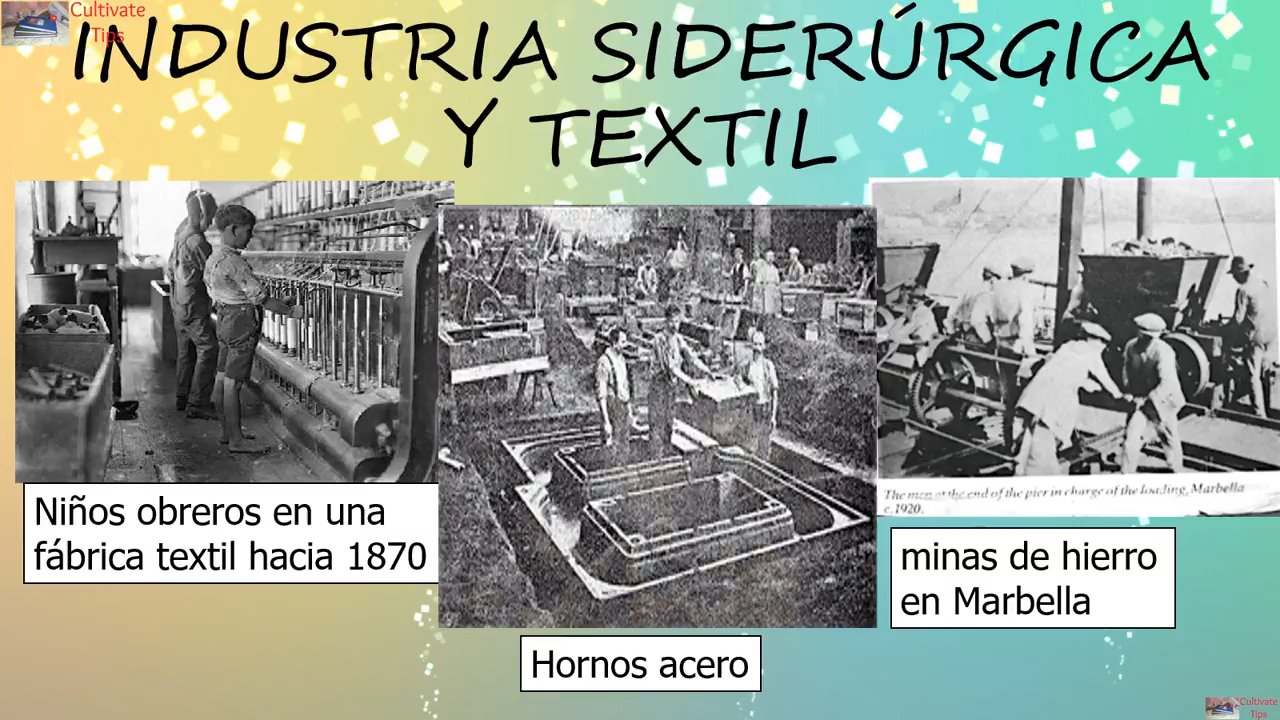 Cultivate
Tips
INDUSTRIA SIDERÚRGICA
Y TEXTIL
Niños obreros en una
fábrica textil hacia 1870
Hornos acero
The men at the end of the pier in charge of the loading, Marbella
c. 1920.
minas de hierro
en Marbella
Cultivate
Tips